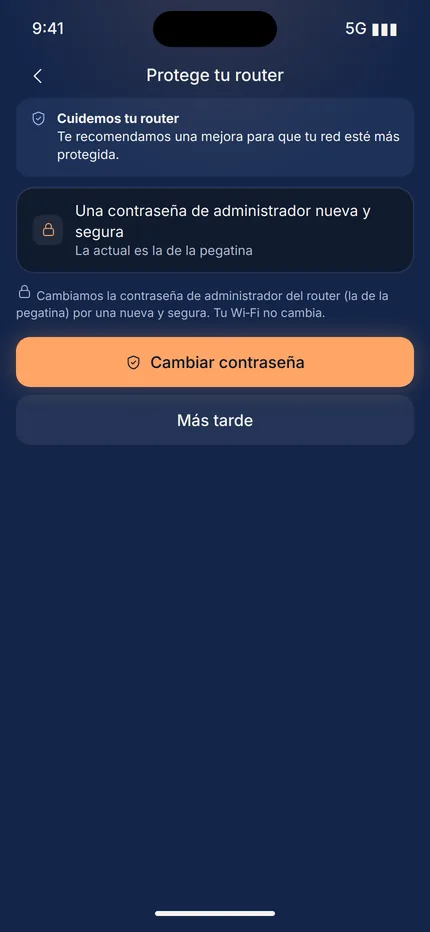 9:41
5G
Protege tu router
Cuidemos tu router
Te recomendamos una mejora para que tu red esté más
protegida.
Una contraseña de administrador nueva y
segura
La actual es la de la pegatina
Cambiamos la contraseña de administrador del router (la de la
pegatina) por una nueva y segura. Tu Wi-Fi no cambia.
Cambiar contraseña
Más tarde